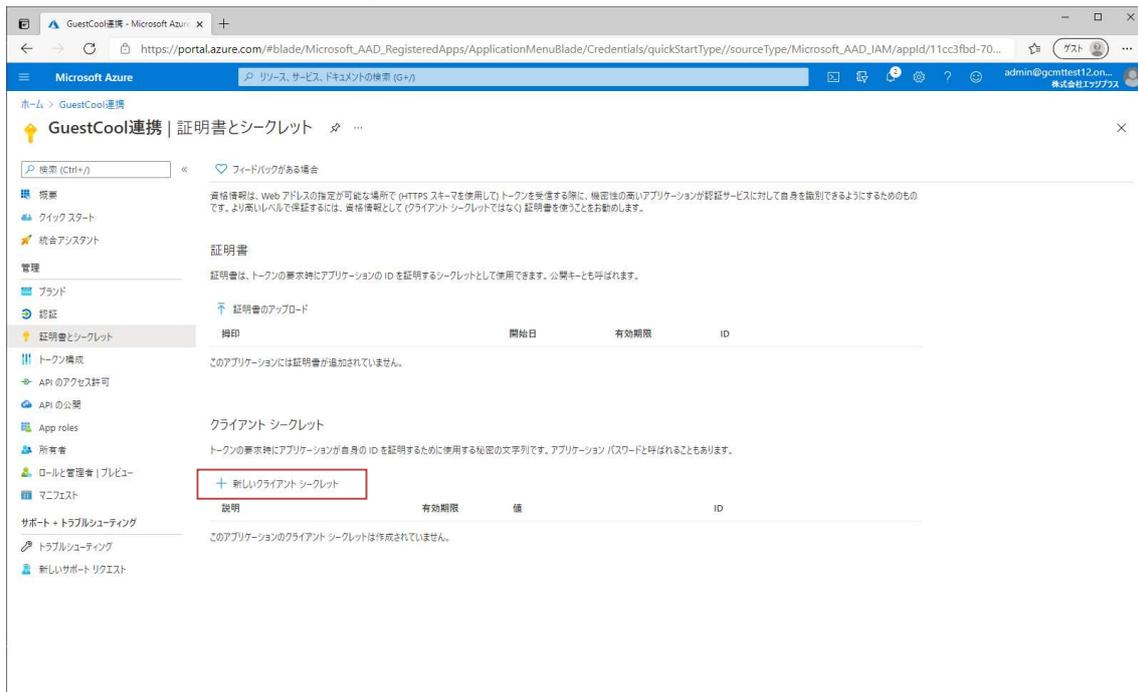 GuestCool連携 - Microsoft Azure
https://portal.azure.com/#blade/Microsoft_AAD_RegisteredApps/ApplicationMenuBlade/Credentials/quickStartType//sourceType/Microsoft_AAD_IAM/appId/11cc3fbd-70...
ゲスト
Microsoft Azure
リソース、サービス、ドキュメントの検索 (G+/)
2
admin@gcmttest12.on...
株式会社エッジプラス
ホーム > GuestCool連携
GuestCool連携 | 証明書とシークレット
検索 (Ctrl+/)
フィードバックがある場合
概要
クイック スタート
統合アシスタント
管理
ブランド
認証
証明書とシークレット
トークン構成
API のアクセス許可
API の公開
App roles
所有者
ロールと管理者 | プレビュー
マニフェスト
サポート + トラブルシューティング
トラブルシューティング
新しいサポート リクエスト
資格情報は、Web アドレスの指定が可能な場所で (HTTPS スキーマを使用して) トークンを受信する際に、機密性の高いアプリケーションが認証サービスに対して自身を識別できるようにするためのもの
です。より高いレベルで保証するには、資格情報として (クライアント シークレットではなく) 証明書を使うことをお勧めします。
証明書
証明書は、トークンの要求時にアプリケーションの ID を証明するシークレットとして使用できます。公開キーとも呼ばれます。
証明書のアップロード
拇印 開始日 有効期限 ID
このアプリケーションには証明書が追加されていません。
クライアント シークレット
トークンの要求時にアプリケーションが自身の ID を証明するために使用する秘密の文字列です。アプリケーション パスワードと呼ばれることもあります。
新しいクライアント シークレット
説明 有効期限 値 ID
このアプリケーションのクライアント シークレットは作成されていません。